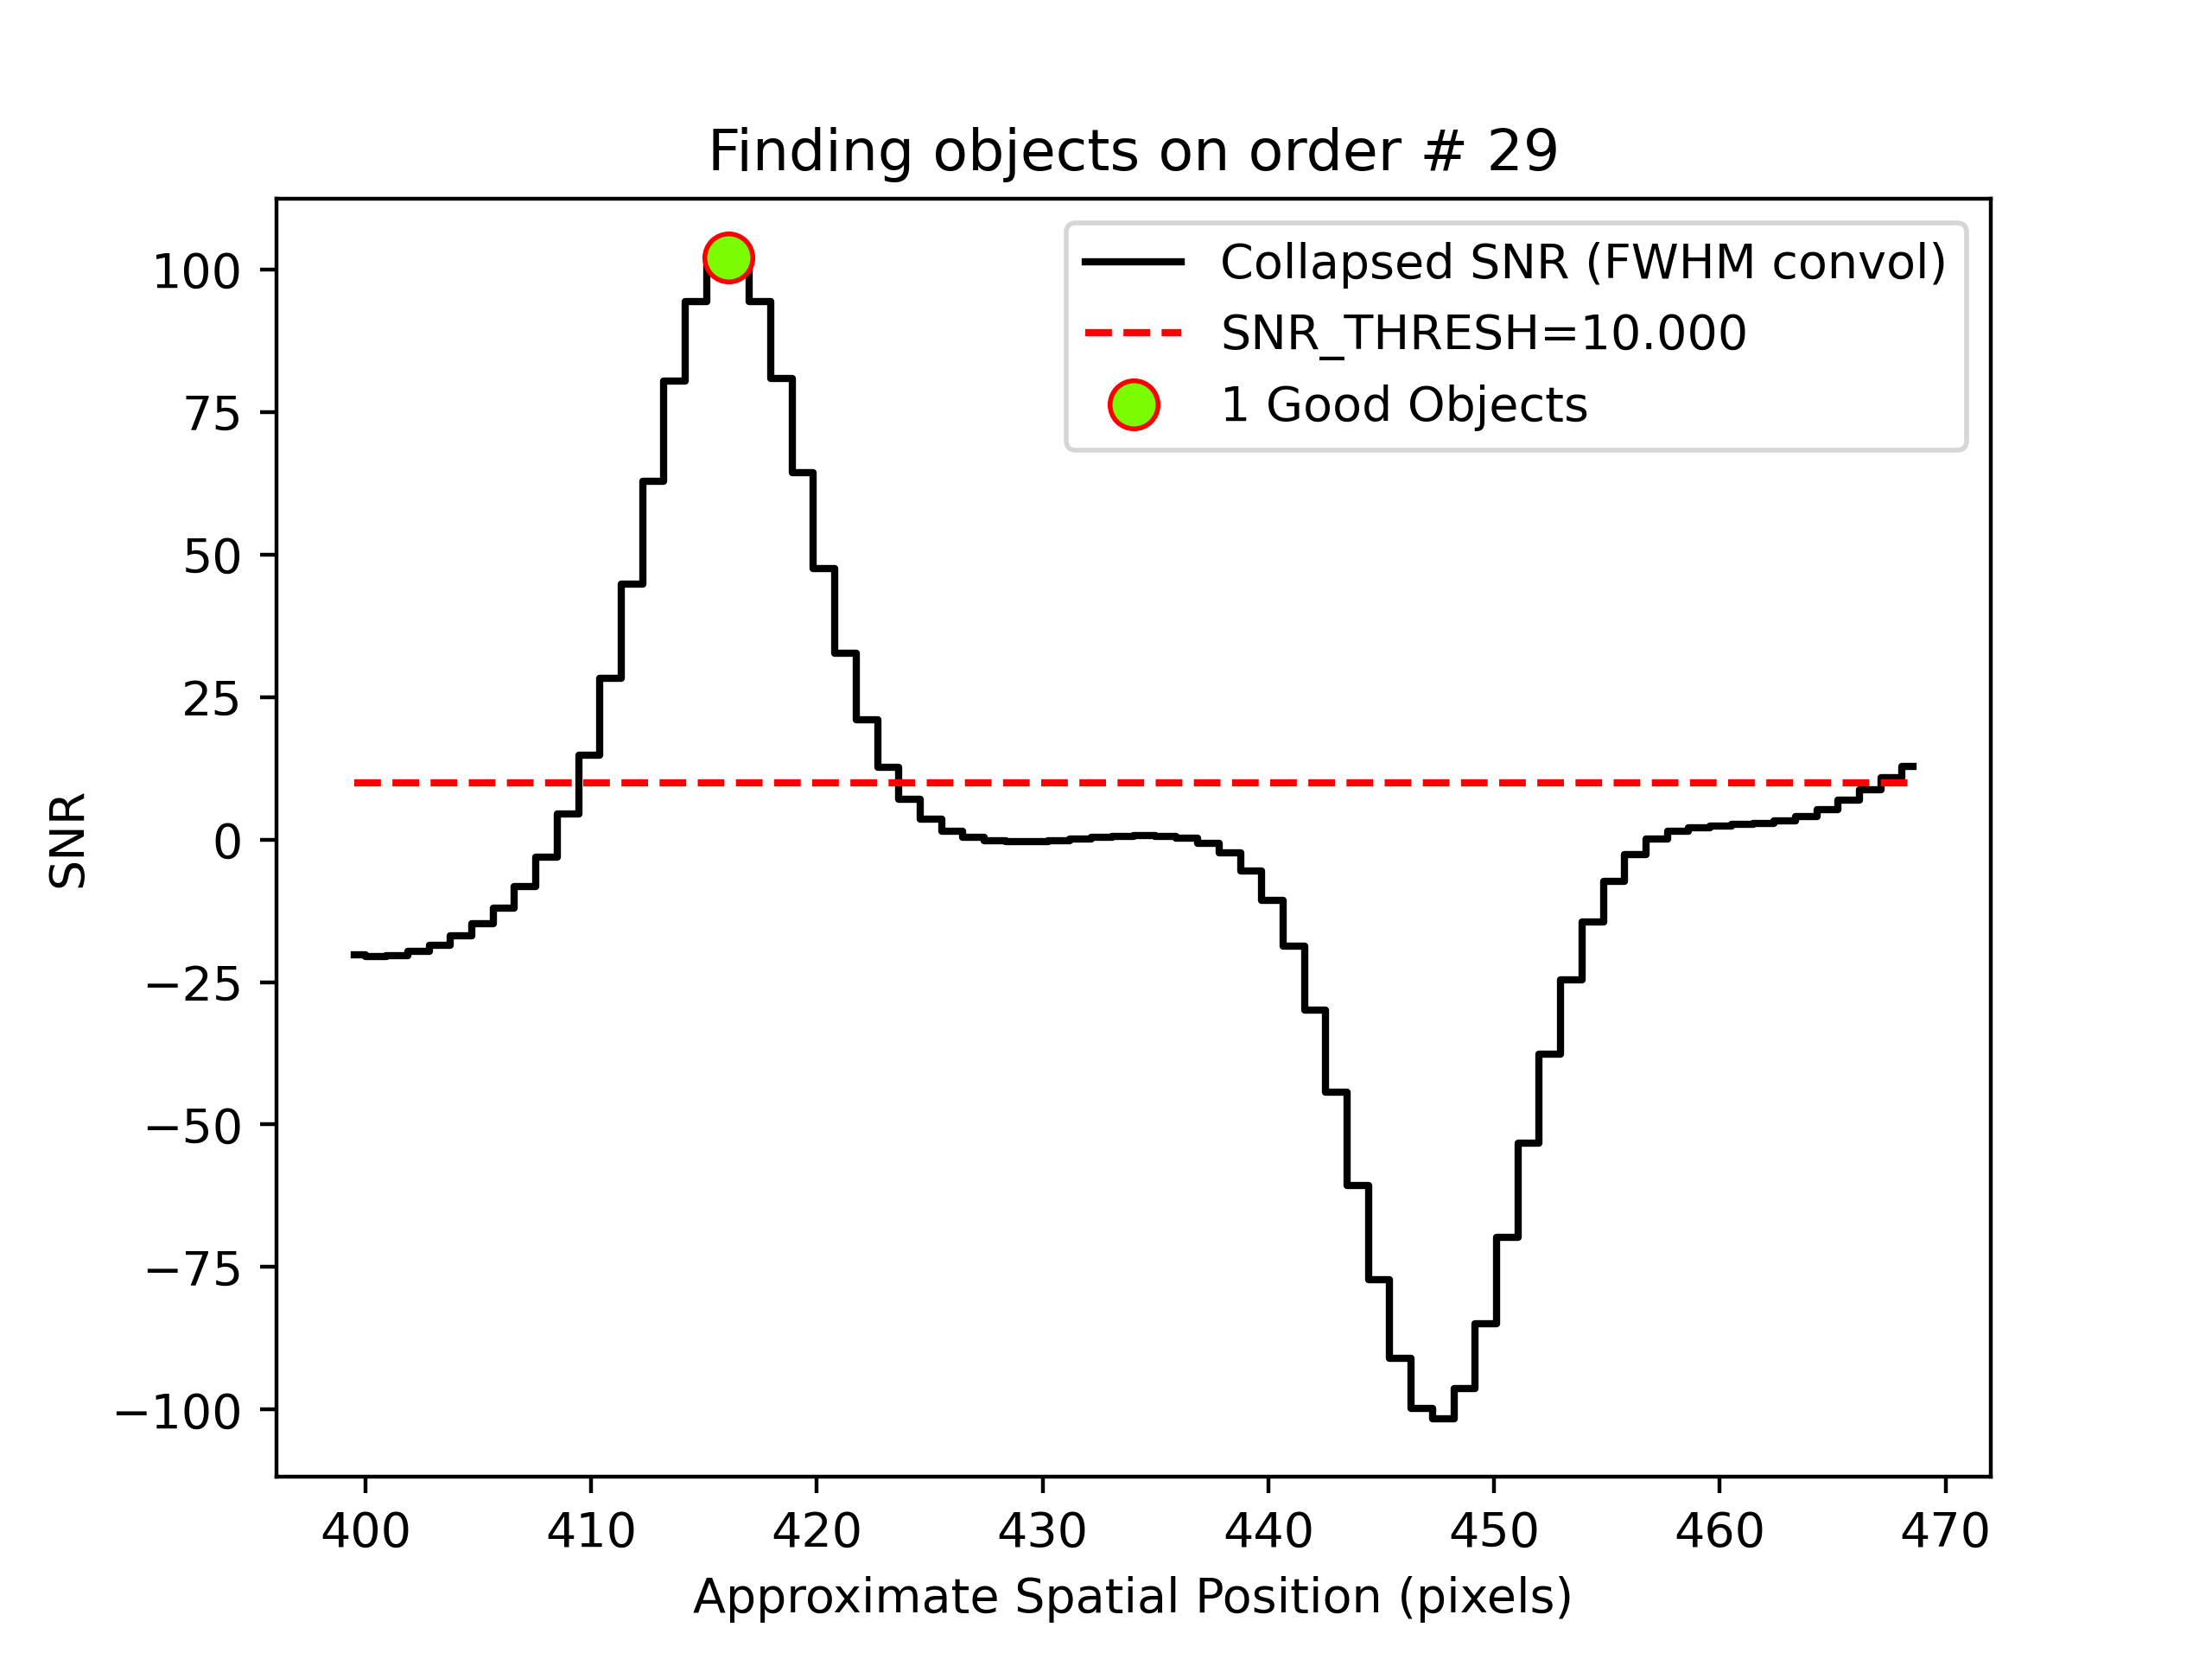 Finding objects on order # 29
Collapsed SNR (FWHM convol)
SNR_THRESH=10.000
1 Good Objects
SNR
100
75
50
25
0
−25
−50
−75
−100
400 410 420 430 440 450 460 470
Approximate Spatial Position (pixels)